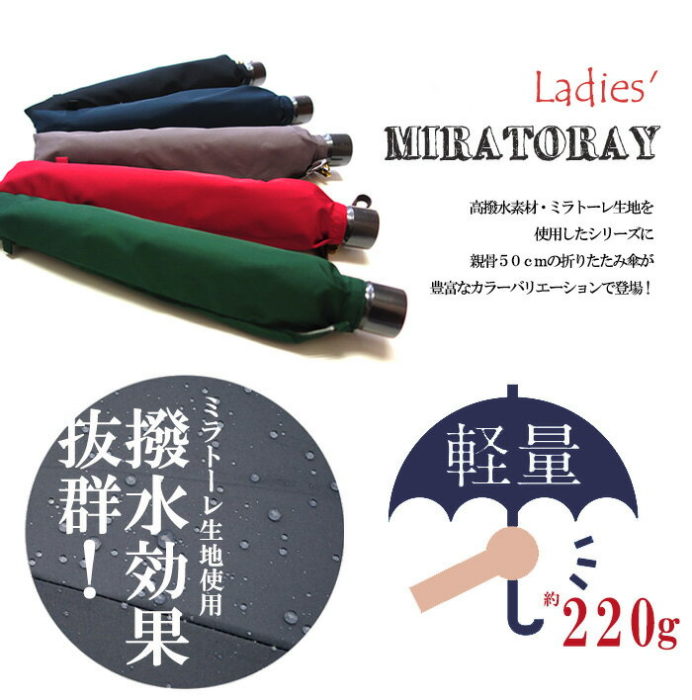 Ladies'
MIRATORAY
高撥水素材・ミラトーレ生地を
使用したシリーズに
親骨50cmの折りたたみ傘が
豊富なカラーバリエーションで登場！
ミラトーレ生地使用
撥水効果
抜群！
軽量
約220g